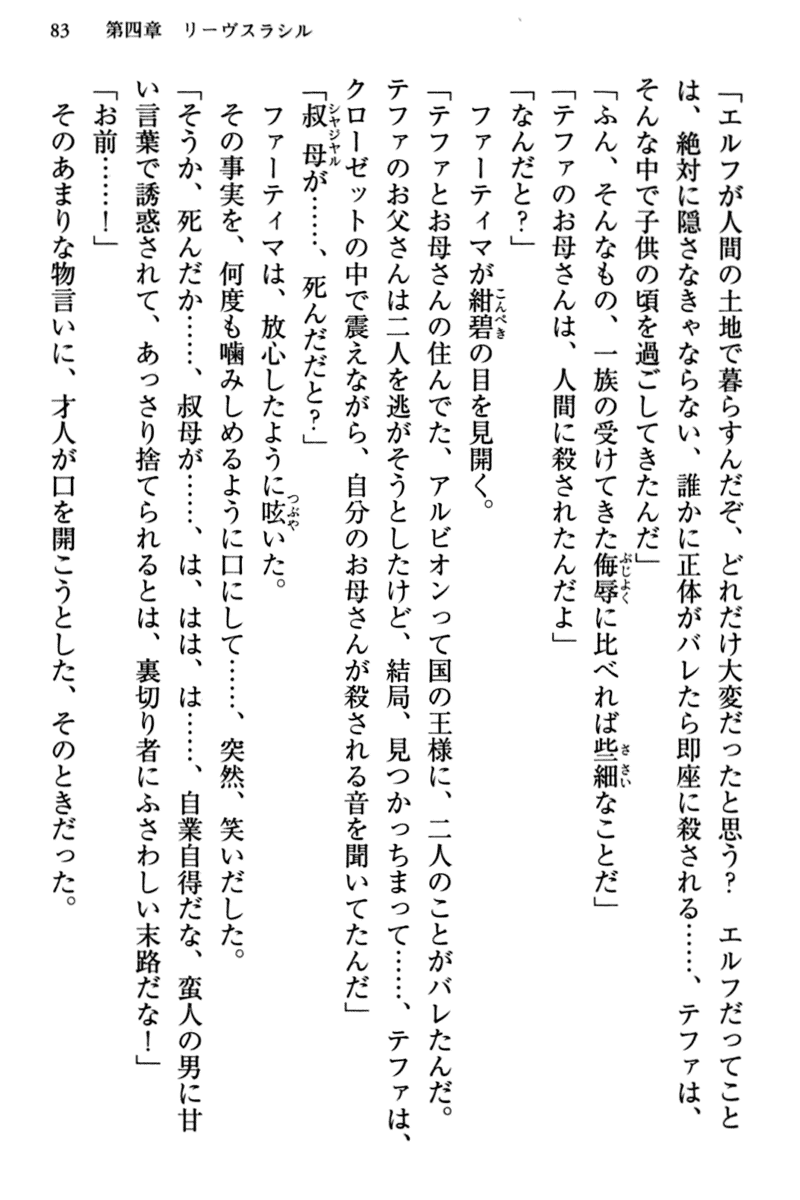 83　第四章　リーヴスラシル
「エルフが人間の土地で暮らすんだぞ、どれだけ大変だったと思う？　エルフだってこと
は、絶対に隠さなきゃならない、誰かに正体がバレたら即座に殺される……、テファは、
そんな中で子供の頃を過ごしてきたんだ」
「ふん、そんなもの、一族の受けてきた侮辱に比べれば些細なことだ」
「テファのお母さんは、人間に殺されたんだよ」
「なんだと？」
　ファーティマが紺碧の目を見開く。
「テファとお母さんの住んでた、アルビオンって国の王様に、二人のことがバレたんだ。
テファのお父さんは二人を逃がそうとしたけど、結局、見つかっちまって……、テファは、
クローゼットの中で震えながら、自分のお母さんが殺される音を聞いてたんだ」
「叔母が……、死んだだと？」
　ファーティマは、放心したように呟いた。
　その事実を、何度も噛みしめるように口にして……、突然、笑いだした。
「そうか、死んだか……、叔母が……、は、はは、は……、自業自得だな、蛮人の男に甘
い言葉で誘惑されて、あっさり捨てられるとは、裏切り者にふさわしい末路だな！」
「お前……！」
　そのあまりな物言いに、才人が口を開こうとした、そのときだった。